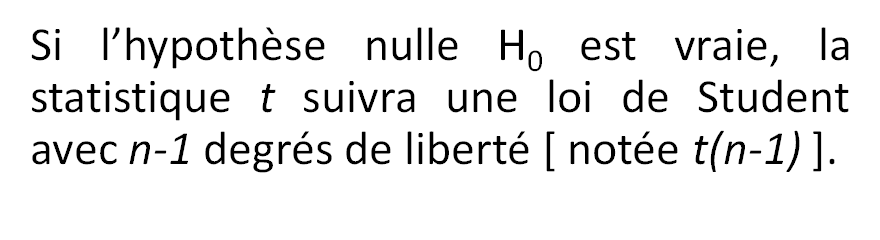 Si l’hypothèse nulle H₀ est vraie, la
statistique t suivra une loi de Student
avec n-1 degrés de liberté [ notée t(n-1) ].